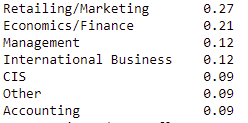 Retailing/Marketing 0.27
Economics/Finance 0.21
Management 0.12
International Business 0.12
CIS 0.09
Other 0.09
Accounting 0.09